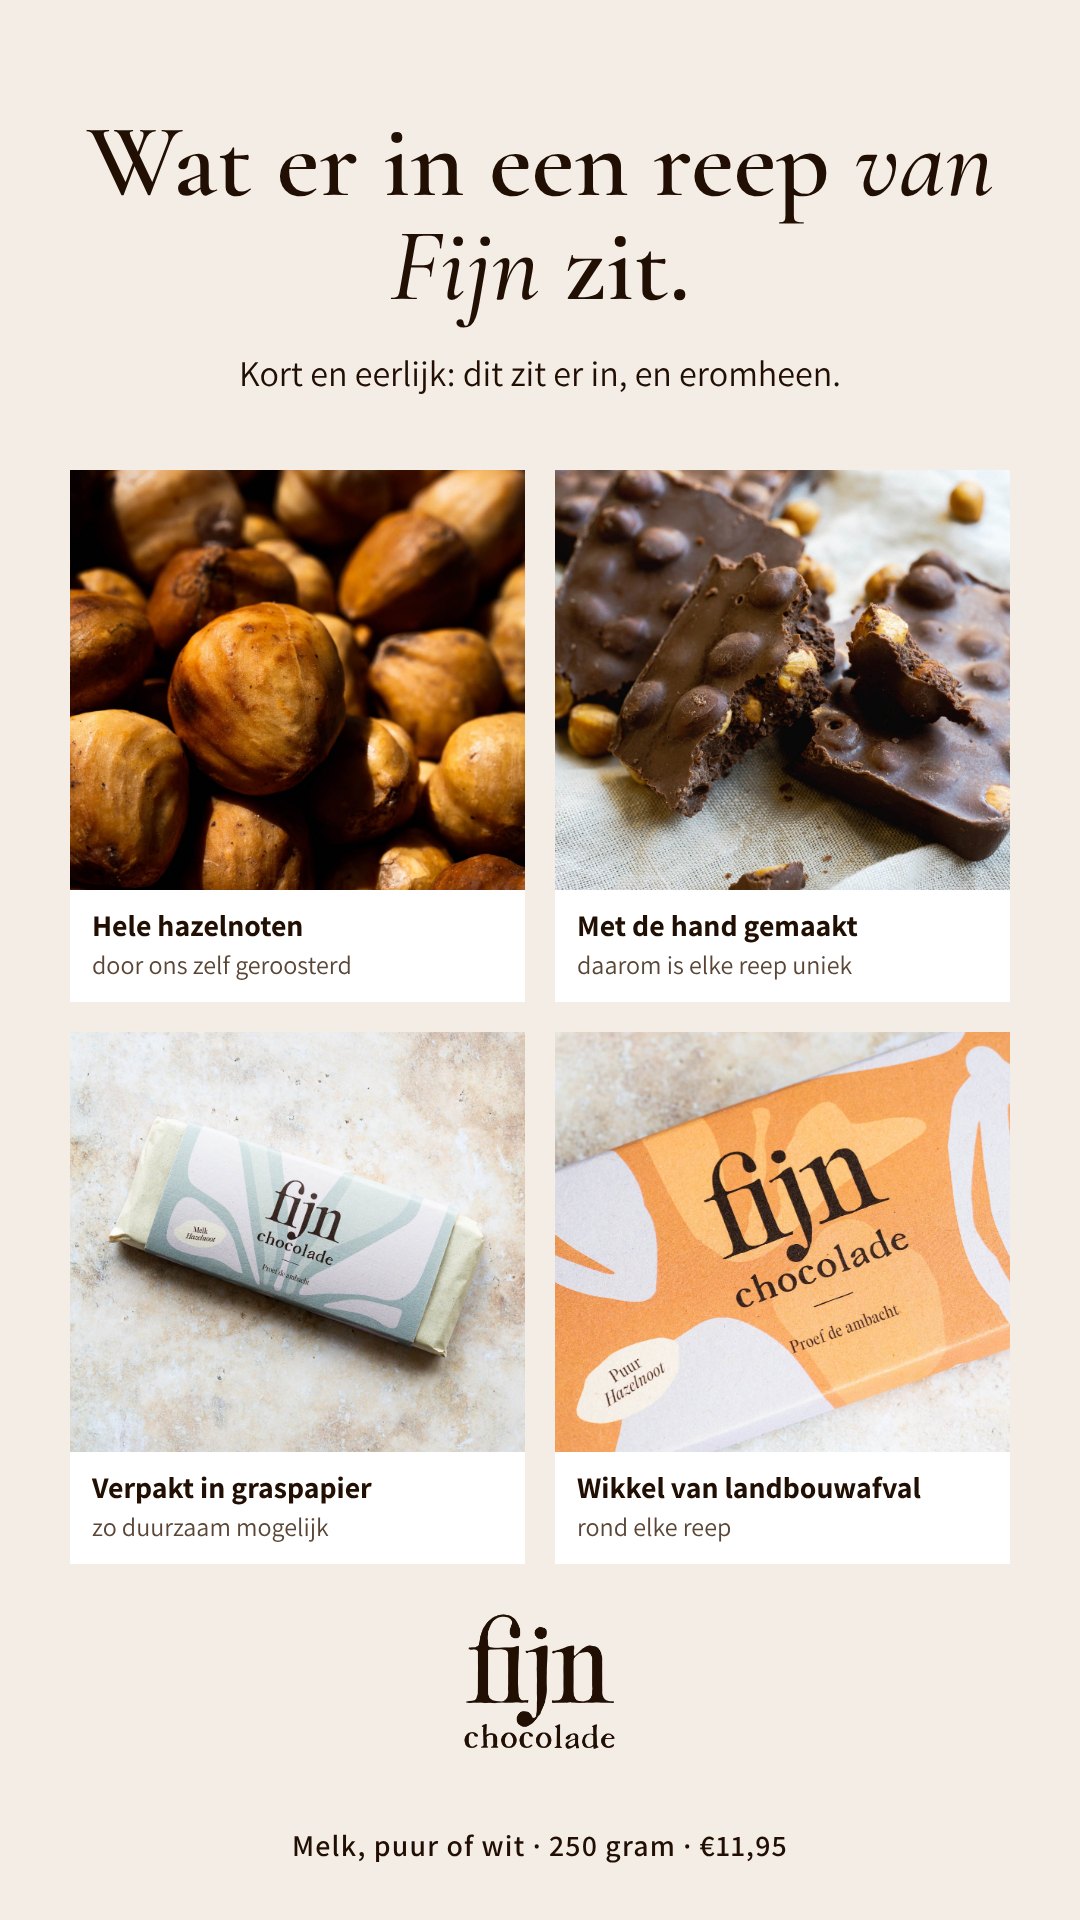 Wat er in een reep van
Fijn zit.
Kort en eerlijk: dit zit er in, en eromheen.
Hele hazelnoten
door ons zelf geroosterd
Met de hand gemaakt
daarom is elke reep uniek
fijn
chocolade
Proef de ambacht
Melk
Hazelnoot
fijn
chocolade
Proef de ambacht
Puur
Hazelnoot
Verpakt in graspapier
zo duurzaam mogelijk
Wikkel van landbouwafval
rond elke reep
fijn
chocolade
Melk, puur of wit · 250 gram · €11,95